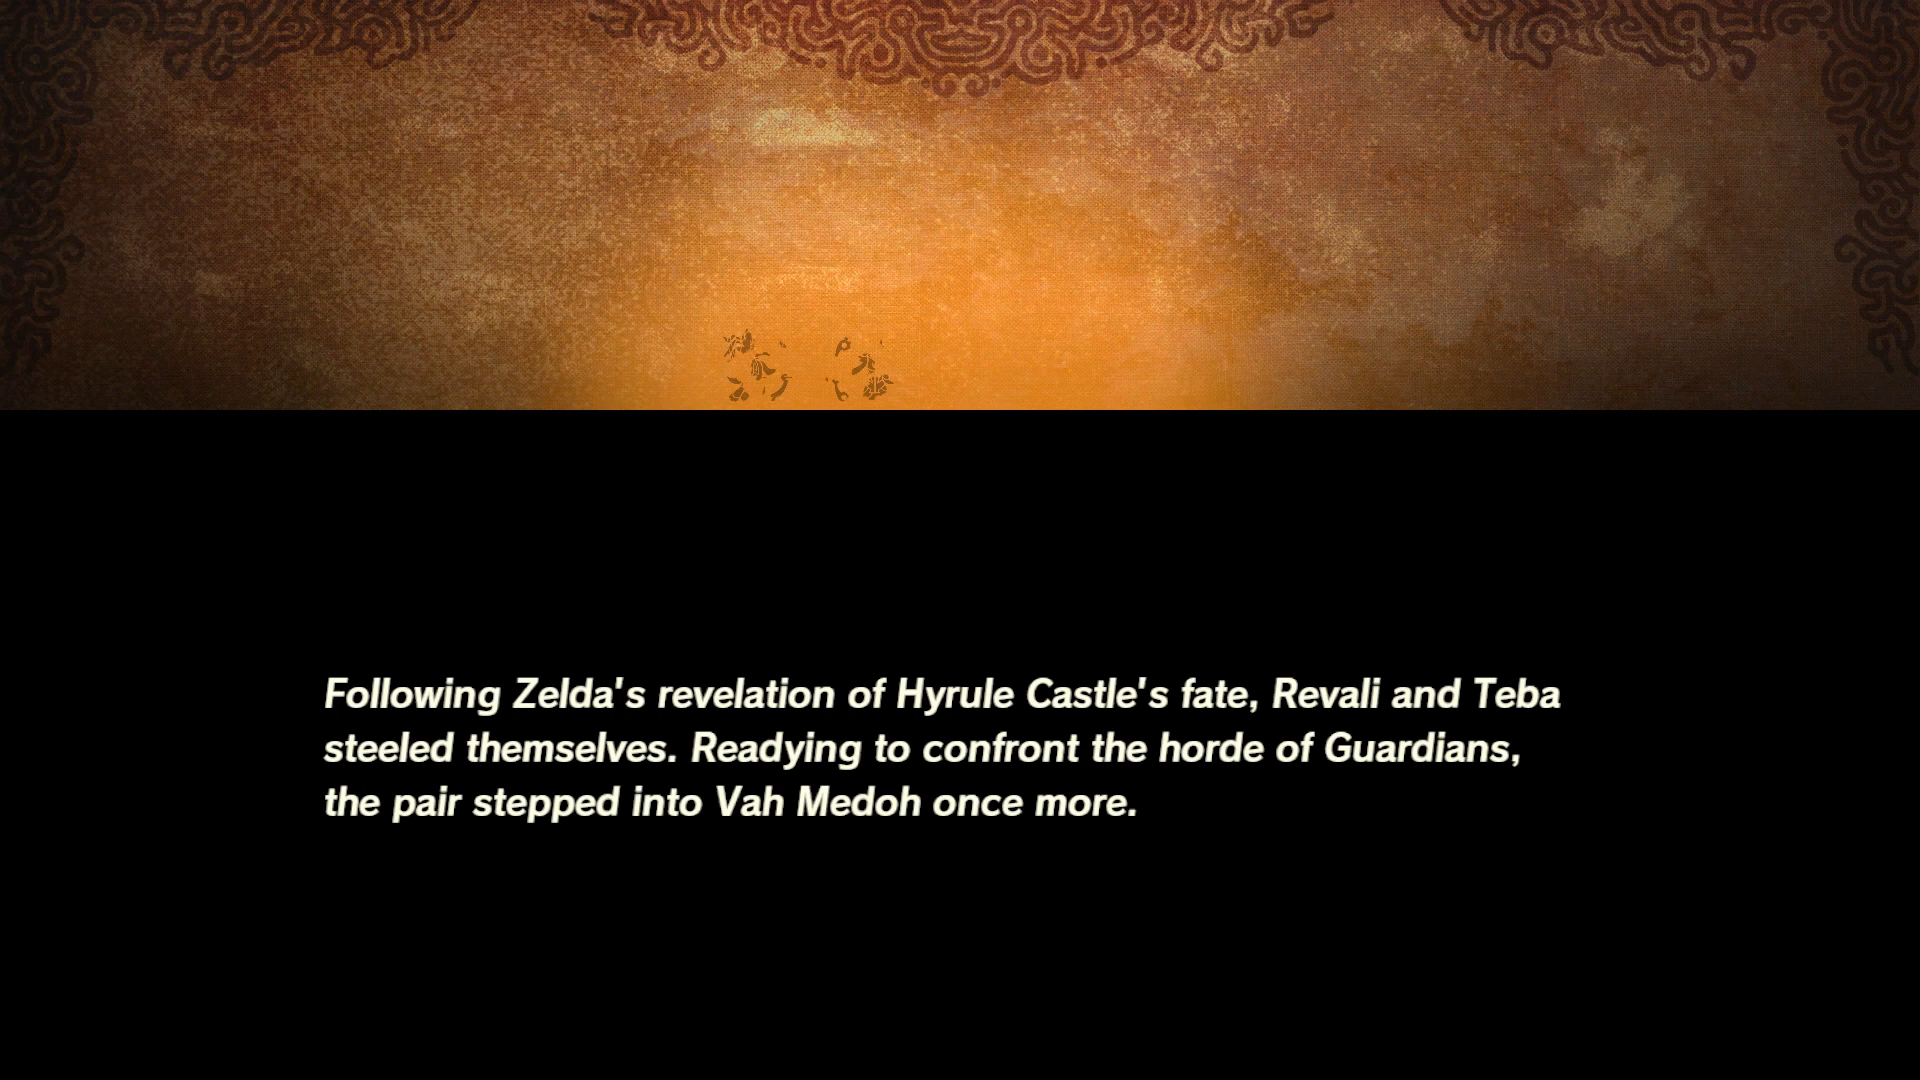 Following Zelda's revelation of Hyrule Castle's fate, Revali and Teba
steeled themselves. Readying to confront the horde of Guardians,
the pair stepped into Vah Medoh once more.